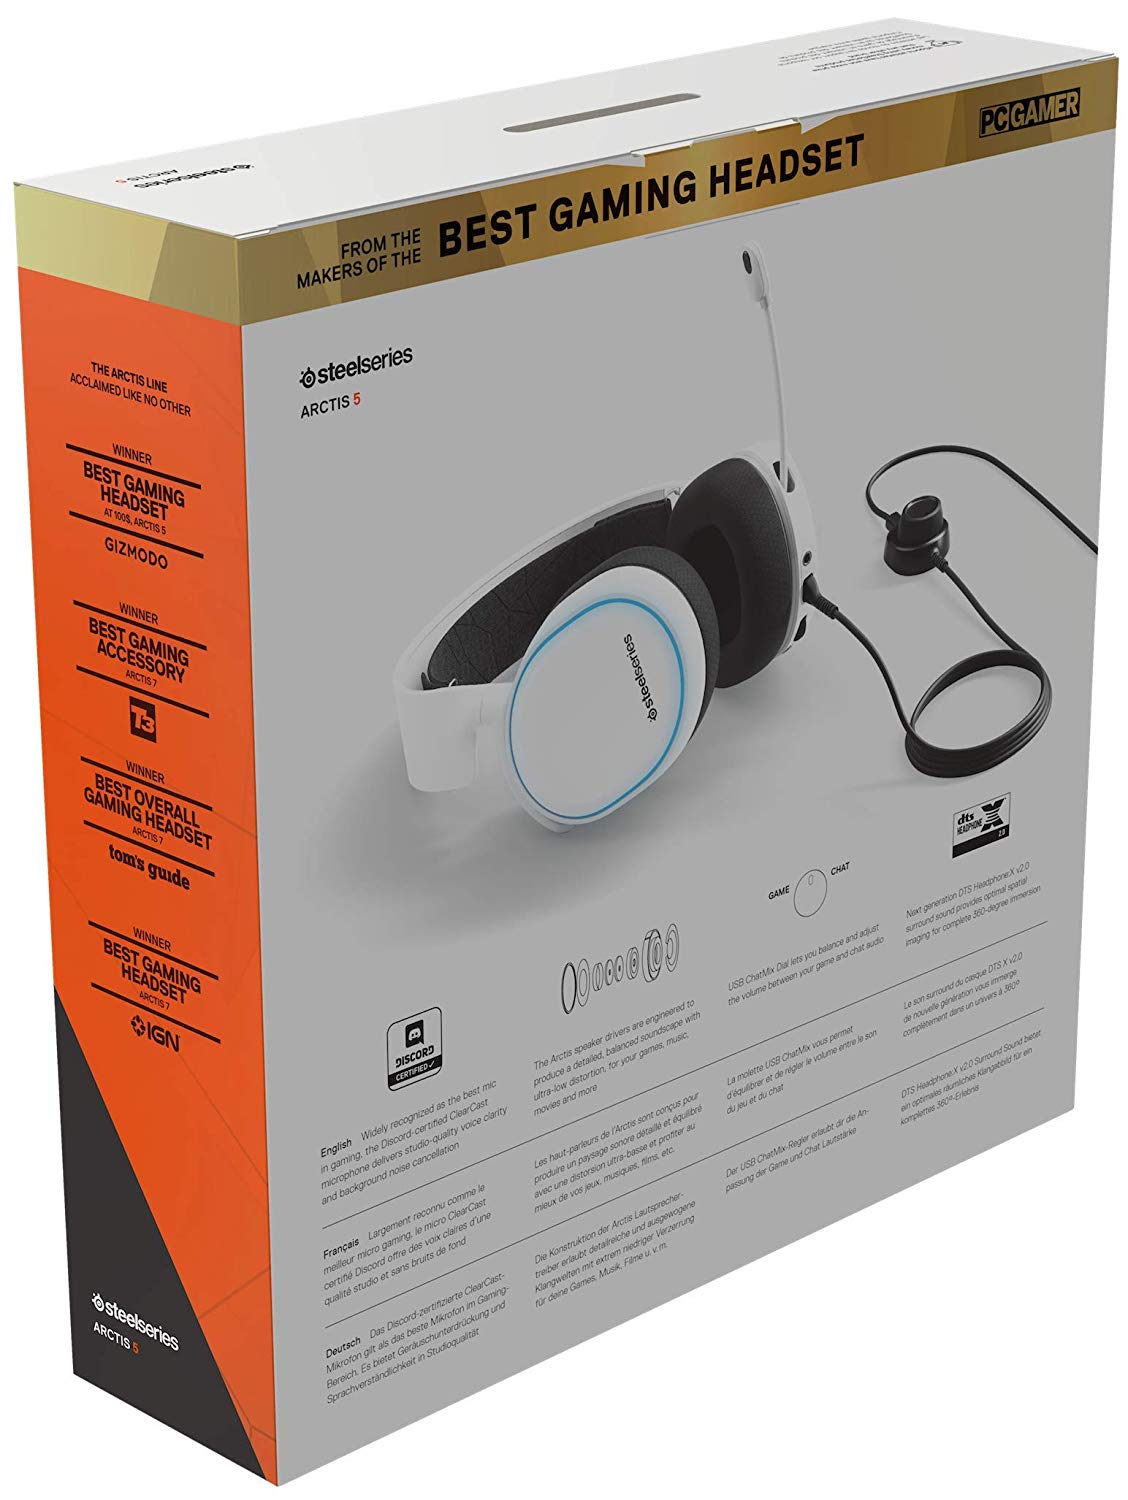 steelseries
ARCTIS 5
PCGAMER
FROM THE
MAKERS OF THE
BEST GAMING HEADSET
THE ARCTIS LINE
ACCLAIMED LIKE NO OTHER
WINNER
BEST GAMING
HEADSET
AT 100$, ARCTIS 5
GIZMODO
WINNER
BEST GAMING
ACCESSORY
ARCTIS 7
T3
WINNER
BEST OVERALL
GAMING HEADSET
ARCTIS 7
tom's guide
WINNER
BEST GAMING
HEADSET
ARCTIS 7
IGN
steelseries
ARCTIS 5
steelseries
ARCTIS 5
steelseries
DISCORD
CERTIFIED
English Widely recognized as the best mic
in gaming, the Discord-certified ClearCast
microphone delivers studio-quality voice clarity
and background noise cancellation
Français Largement reconnu comme le
meilleur micro gaming, le micro ClearCast
certifié Discord offre des voix claires d'une
qualité studio et sans bruits de fond
Deutsch Das Discord-zertifizierte ClearCast-
Mikrofon gilt als das beste Mikrofon im Gaming-
Bereich. Es bietet Geräuschunterdrückung und
Sprachverständlichkeit in Studioqualität
The Arctis speaker drivers are engineered to
produce a detailed, balanced soundscape with
ultra-low distortion, for your games, music,
movies and more
Les haut-parleurs de l'Arctis sont conçus pour
produire un paysage sonore détaillé et équilibré
avec une distorsion ultra-basse et profiter au
mieux de vos jeux, musiques, films, etc.
Die Konstruktion der Arctis Lautsprecher-
treiber erlaubt detailreiche und ausgewogene
Klangwelten mit extrem niedriger Verzerrung
für deine Games, Musik, Filme u. v. m.
GAME
CHAT
USB ChatMix Dial lets you balance and adjust
the volume between your game and chat audio
La molette USB ChatMix vous permet
d'équilibrer et de régler le volume entre le son
du jeu et du chat
Der USB ChatMix-Regler erlaubt dir die An-
passung der Game und Chat Lautstärke
dts
HEADPHONE X
2.0
Next generation DTS Headphone:X v2.0
surround sound provides optimal spatial
imaging for complete 360-degree immersion
Le son surround du casque DTS X v2.0
de nouvelle génération vous immerge
complètement dans un univers à 360°
DTS Headphone:X v2.0 Surround Sound bietet
ein optimales räumliches Klangabbild für ein
komplettes 360°-Erlebnis